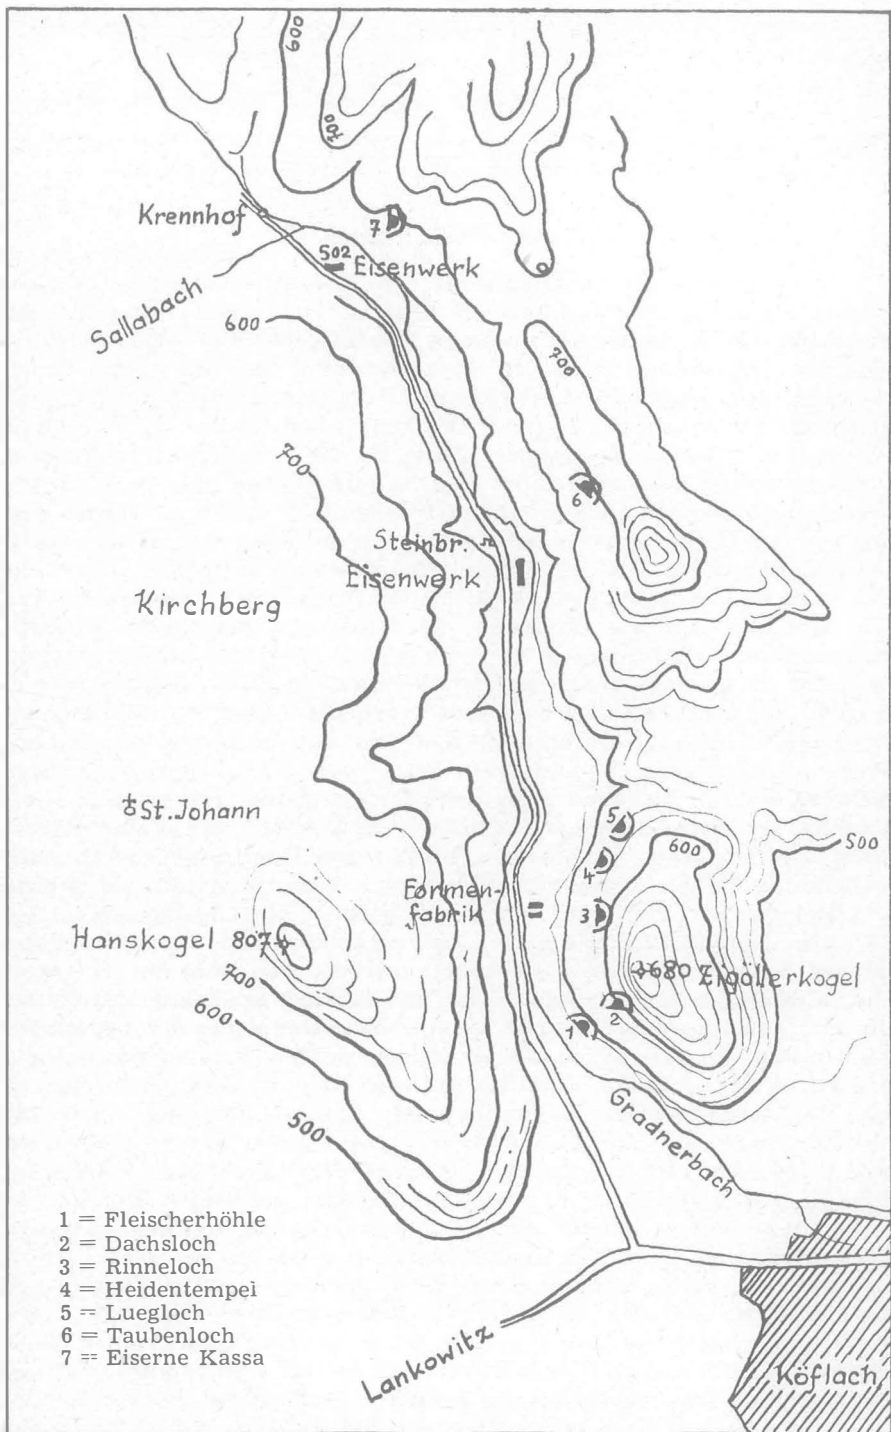 600
700
Krennhof
7
502
Eisenwerk
Sallabach
600
700
700
6
Steinbr.
Eisenwerk
Kirchberg
St. Johann
5
600
500
4
Formen-
fabrik
3
Hanskogel 807
680 Zigöllerkogel
700
600
2
1
Gradnerbach
500
1 = Fleischerhöhle
2 = Dachsloch
3 = Rinneloch
4 = Heidentempel
5 = Luegloch
6 = Taubenloch
7 = Eiserne Kassa
Lankowitz
Köflach